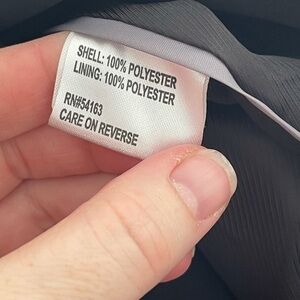 SHELL: 100% POLYESTER
LINING: 100% POLYESTER
RN#54163
CARE ON REVERSE